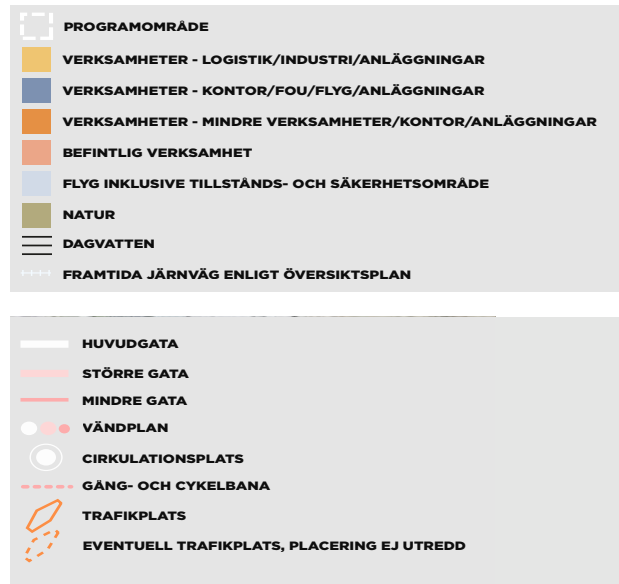 PROGRAMOMRÅDE
VERKSAMHETER - LOGISTIK/INDUSTRI/ANLÄGGNINGAR
VERKSAMHETER - KONTOR/FOU/FLYG/ANLÄGGNINGAR
VERKSAMHETER - MINDRE VERKSAMHETER/KONTOR/ANLÄGGNINGAR
BEFINTLIG VERKSAMHET
FLYG INKLUSIVE TILLSTÅNDS- OCH SÄKERHETSOMRÅDE
NATUR
DAGVATTEN
FRAMTIDA JÄRNVÄG ENLIGT ÖVERSIKTSPLAN
HUVUDGATA
STÖRRE GATA
MINDRE GATA
VÄNDPLAN
CIRKULATIONSPLATS
GÅNG- OCH CYKELBANA
TRAFIKPLATS
EVENTUELL TRAFIKPLATS, PLACERING EJ UTREDD